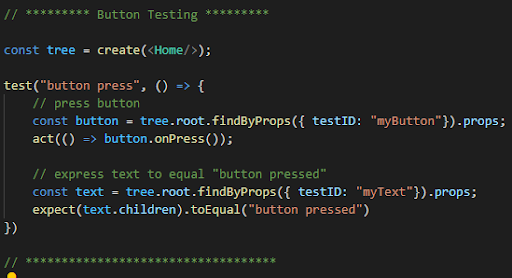 // ********* Button Testing *********
const tree = create(<Home/>);
test("button press", () => {
// press button
const button = tree.root.findByProps({ testID: "myButton"}).props;
act(() => button.onPress());
// express text to equal "button pressed"
const text = tree.root.findByProps({ testID: "myText"}).props;
expect(text.children).toEqual("button pressed")
})
// ***********************************